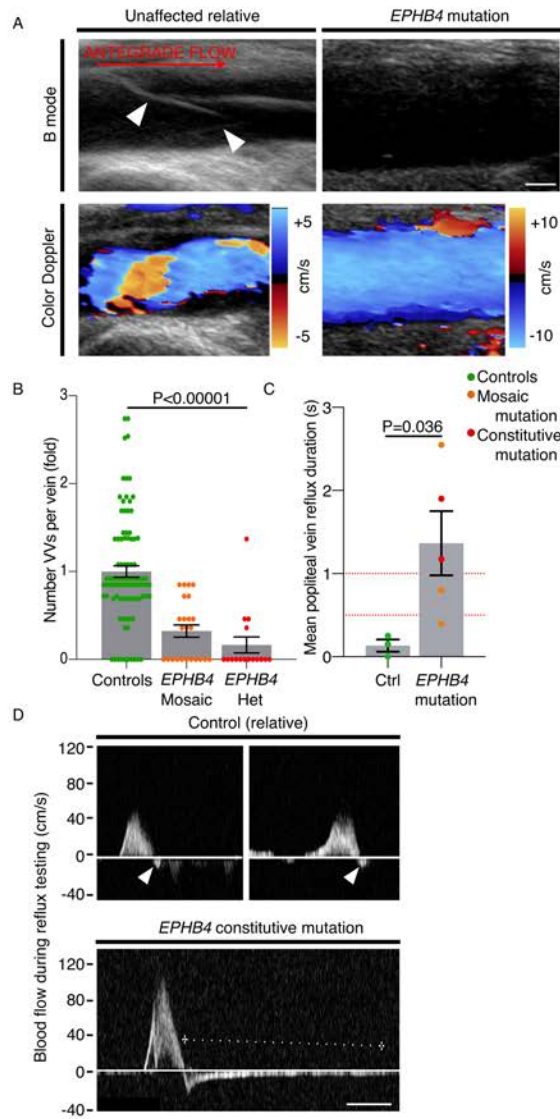 A
Unaffected relative
EPHB4 mutation
B mode
ANTEGRADE FLOW
Color Doppler
+5
cm/s
-5
+10
cm/s
-10
B
Number VVs per vein (fold)
3
2
1
0
P<0.00001
Controls
EPHB4
Mosaic
EPHB4
Het
C
Controls
Mosaic
mutation
Constitutive
mutation
Mean popliteal vein reflux duration (s)
3
2
1
0
P=0.036
Ctrl
EPHB4
mutation
D
Control (relative)
Blood flow during reflux testing (cm/s)
120
80
40
0
-40
EPHB4 constitutive mutation
120
80
40
0
-40